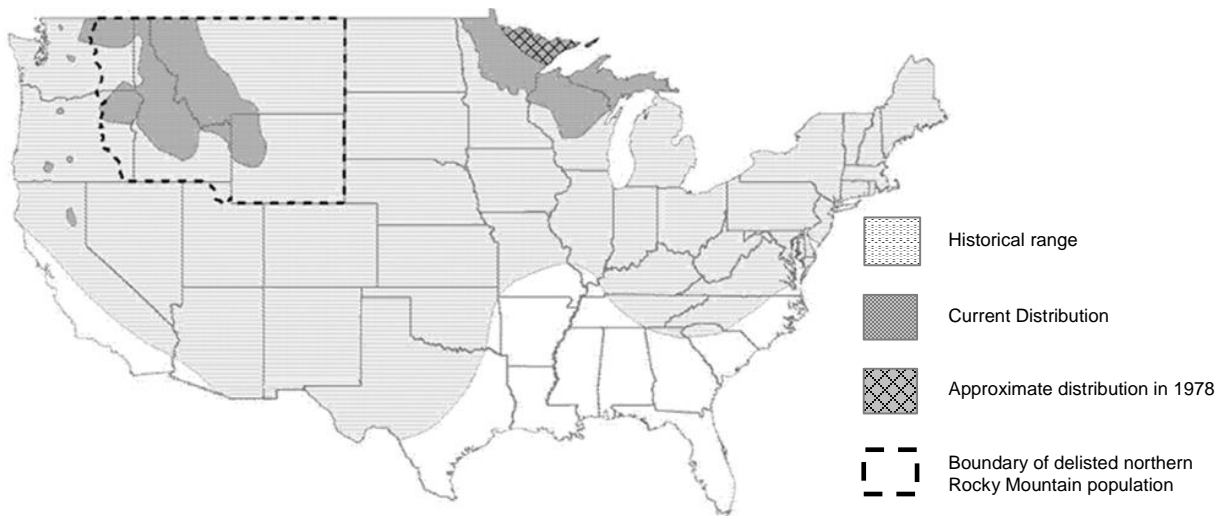 Historical range
Current Distribution
Approximate distribution in 1978
Boundary of delisted northern
Rocky Mountain population